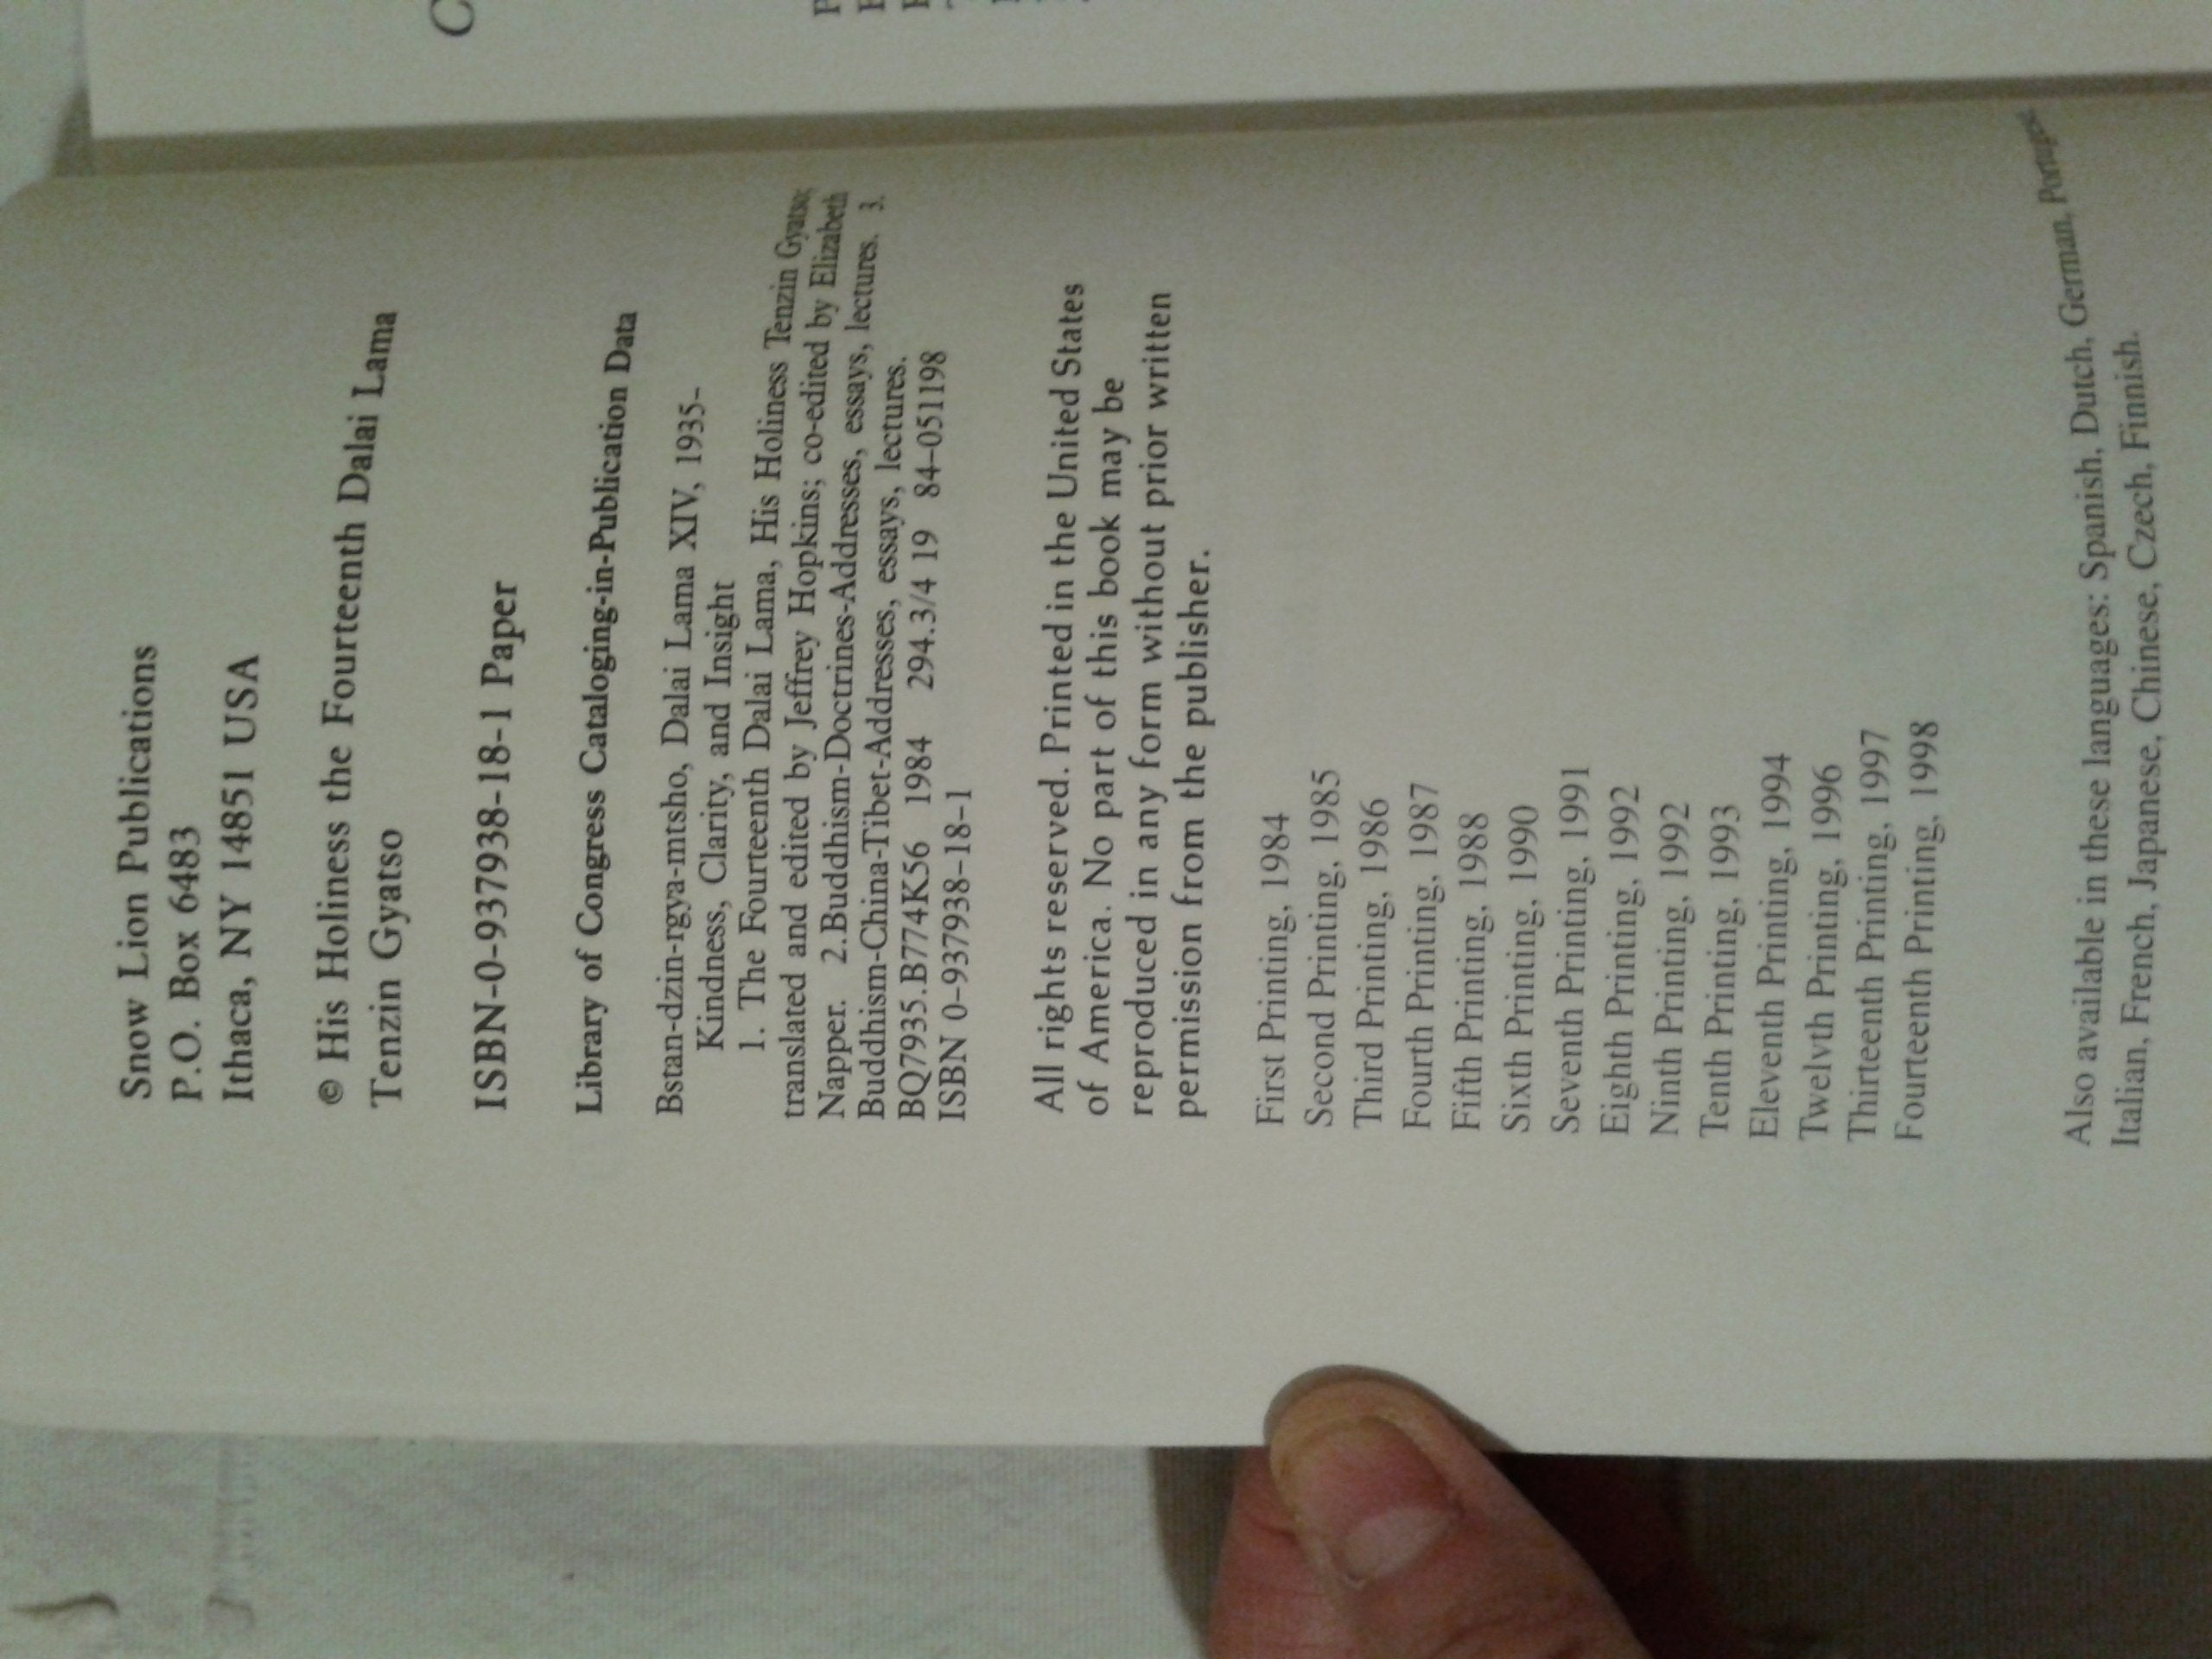 Snow Lion Publications
P.O. Box 6483
Ithaca, NY 14851 USA
© His Holiness the Fourteenth Dalai Lama
Tenzin Gyatso
ISBN-0-937938-18-1 Paper
Library of Congress Cataloging-in-Publication Data
Bstan-dzin-rgya-mtsho, Dalai Lama XIV, 1935-
Kindness, Clarity, and Insight
1. The Fourteenth Dalai Lama, His Holiness Tenzin Gyatso;
translated and edited by Jeffrey Hopkins; co-edited by Elizabeth
Napper. 2.Buddhism-Doctrines-Addresses, essays, lectures. 3.
Buddhism-China-Tibet-Addresses, essays, lectures.
BQ7935.B774K56 1984 294.3/4 19 84-051198
ISBN 0-937938-18-1
All rights reserved. Printed in the United States
of America. No part of this book may be
reproduced in any form without prior written
permission from the publisher.
First Printing, 1984
Second Printing, 1985
Third Printing, 1986
Fourth Printing, 1987
Fifth Printing, 1988
Sixth Printing, 1990
Seventh Printing, 1991
Eighth Printing, 1992
Ninth Printing, 1992
Tenth Printing, 1993
Eleventh Printing, 1994
Twelvth Printing, 1996
Thirteenth Printing, 1997
Fourteenth Printing, 1998
Also available in these languages: Spanish, Dutch, German,
Italian, French, Japanese, Chinese, Czech, Finnish.